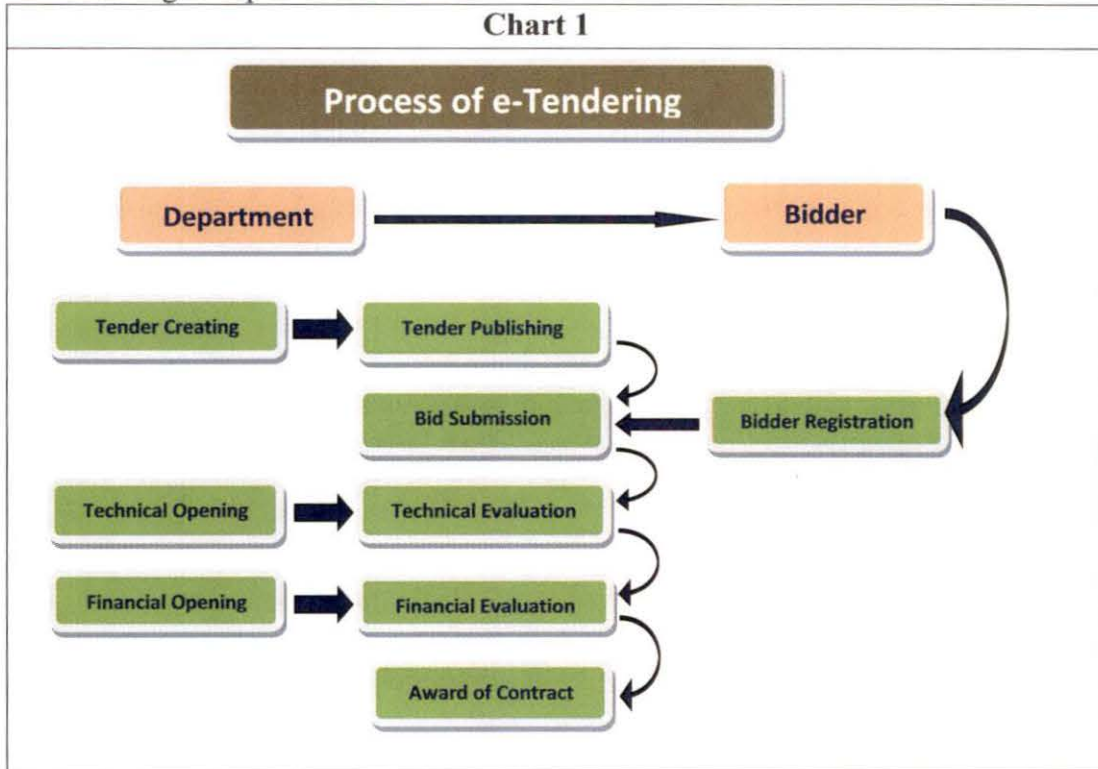 Chart 1
Process of e-Tendering
Department
Bidder
Tender Creating
Tender Publishing
Bid Submission
Bidder Registration
Technical Opening
Technical Evaluation
Financial Opening
Financial Evaluation
Award of Contract